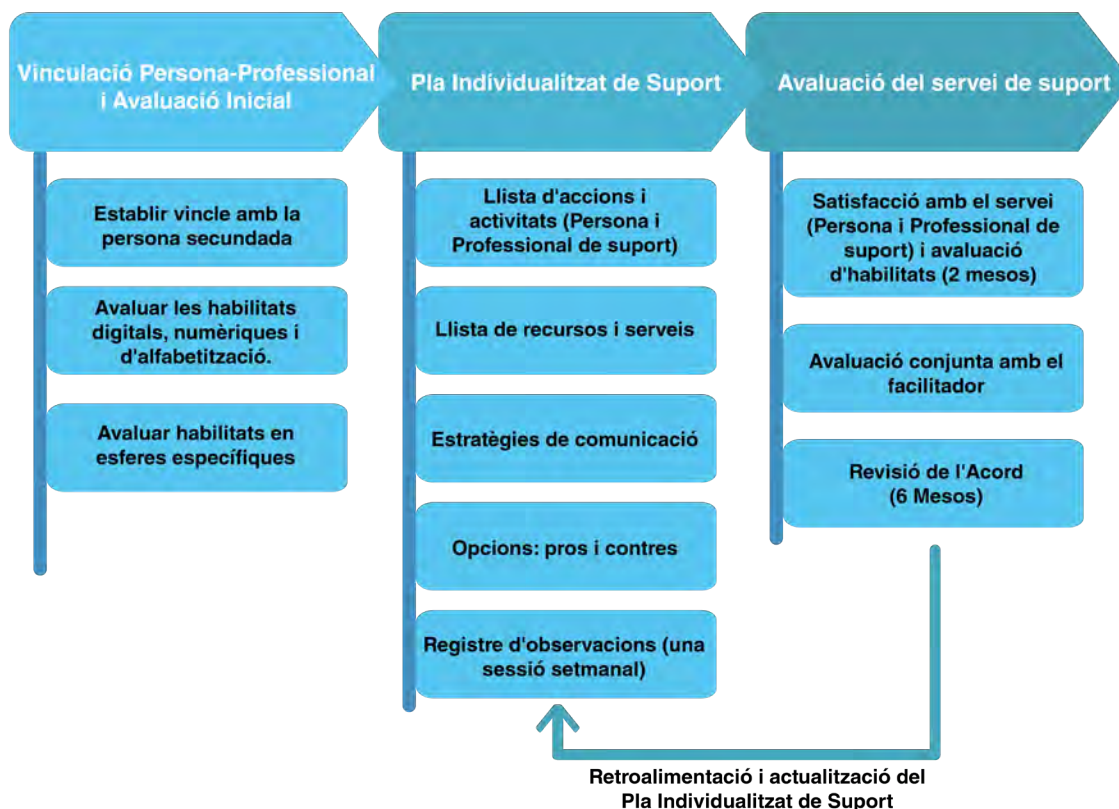 Vinculació Persona-Professional
i Avaluació Inicial
Establir vincle amb la
persona secundada
Avaluar les habilitats
digitals, numèriques i
d'alfabetització.
Avaluar habilitats en
esferes específiques
Pla Individualitzat de Suport
Llista d'accions i
activitats (Persona i
Professional de suport)
Llista de recursos i serveis
Estratègies de comunicació
Opcions: pros i contres
Registre d'observacions (una
sessió setmanal)
Avaluació del servei de suport
Satisfacció amb el servei
(Persona i Professional de
suport) i avaluació
d'habilitats (2 mesos)
Avaluació conjunta amb el
facilitador
Revisió de l'Acord
(6 Mesos)
Retroalimentació i actualització del
Pla Individualitzat de Suport